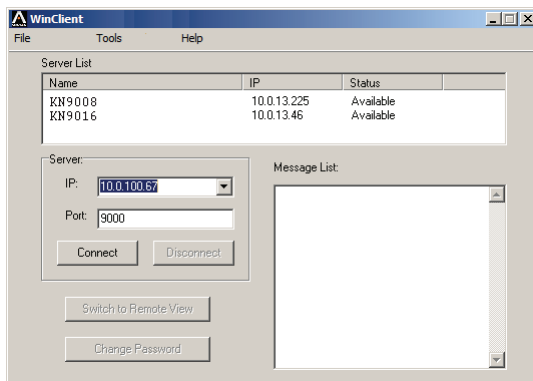 WinClient
File Tools Help
Server List
Name IP Status
KN9008 10.0.13.225 Available
KN9016 10.0.13.46 Available
Server:
IP: 10.0.100.67
Port: 9000
Connect Disconnect
Message List:
Switch to Remote View
Change Password